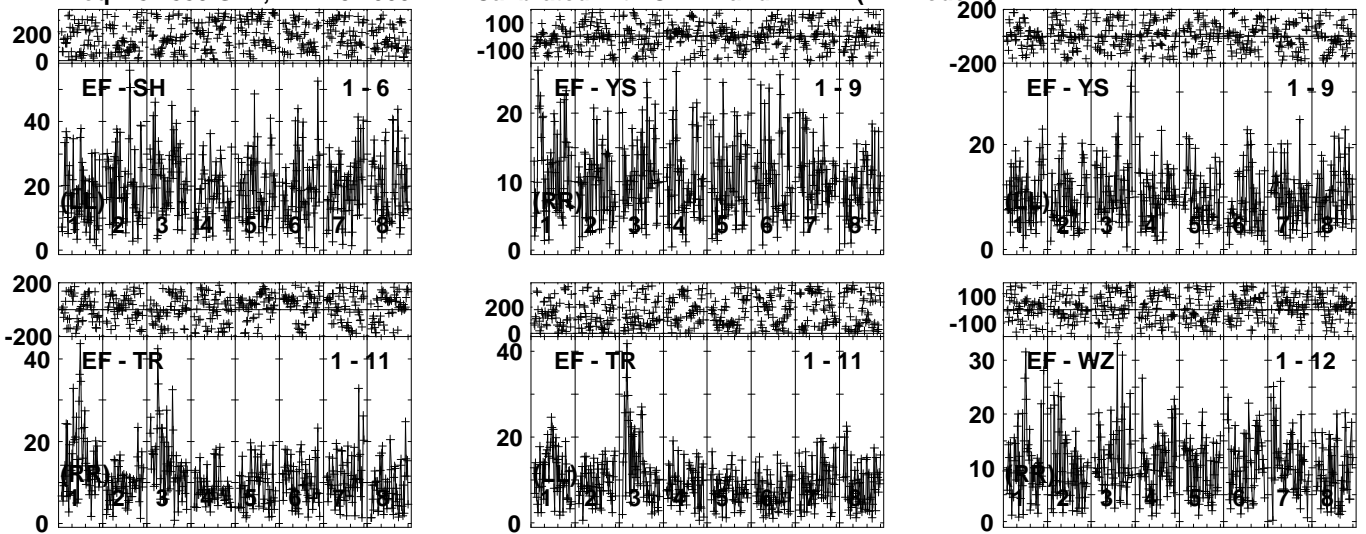 200 100 200
0 -100 -200
EF - SH 1 - 6 EF - YS 1 - 9 EF - YS 1 - 9
40 20 0 20 10 0 20 0
(LL) (RR) (LL)
1 2 3 4 5 6 7 8 1 2 3 4 5 6 7 8 1 2 3 4 5 6 7 8
200 200 100
-200 0 -100
EF - TR 1 - 11 EF - TR 1 - 11 EF - WZ 1 - 12
40 20 0 40 20 0 30 20 10 0
(RR) (LL) (RR)
1 2 3 4 5 6 7 8 1 2 3 4 5 6 7 8 1 2 3 4 5 6 7 8